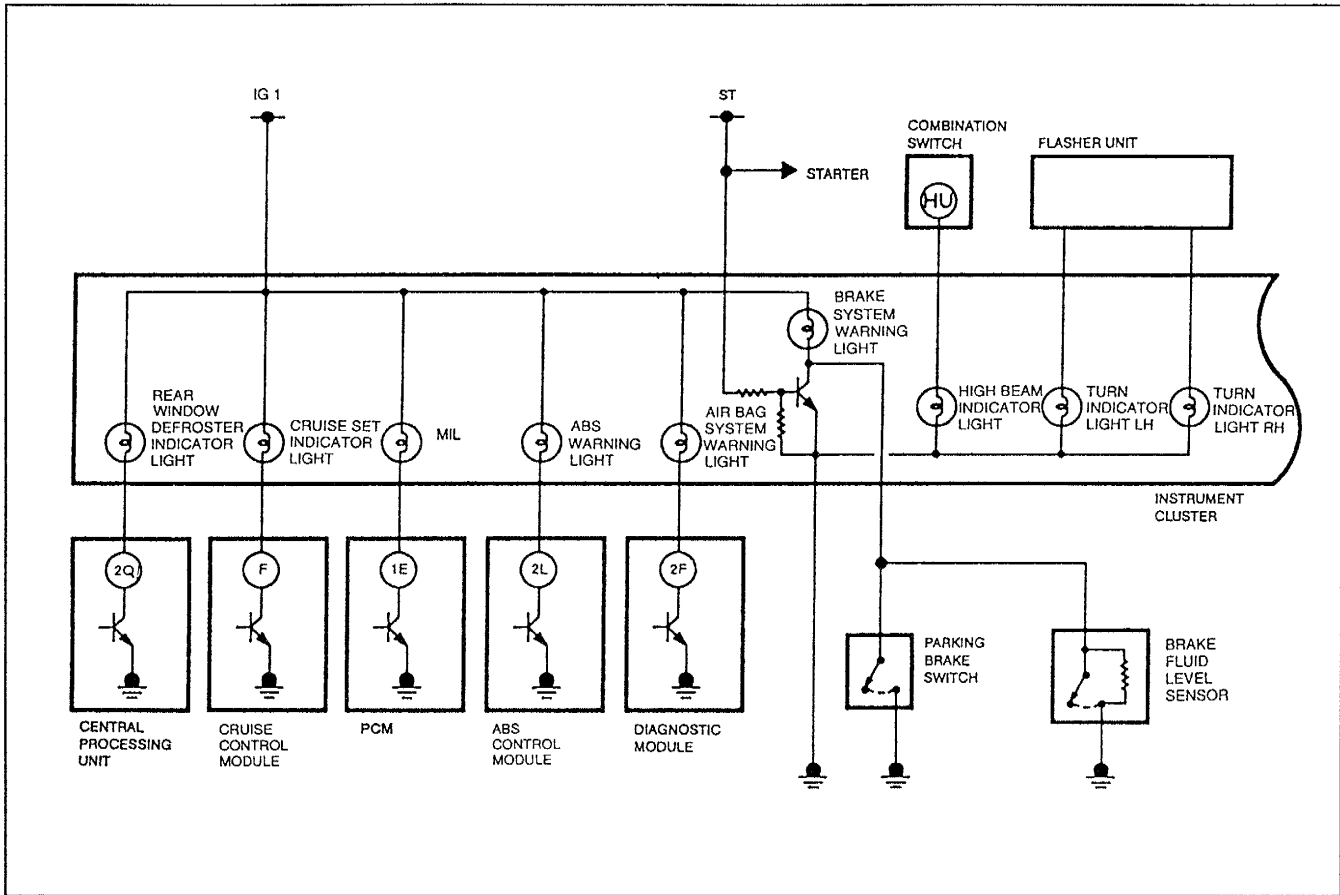 IG 1
ST
STARTER
COMBINATION
SWITCH
HU
FLASHER UNIT
BRAKE
SYSTEM
WARNING
LIGHT
REAR
WINDOW
DEFROSTER
INDICATOR
LIGHT
CRUISE SET
INDICATOR
LIGHT
MIL
ABS
WARNING
LIGHT
AIR BAG
SYSTEM
WARNING
LIGHT
HIGH BEAM
INDICATOR
LIGHT
TURN
INDICATOR
LIGHT LH
TURN
INDICATOR
LIGHT RH
INSTRUMENT
CLUSTER
2Q
F
1E
2L
2F
CENTRAL
PROCESSING
UNIT
CRUISE
CONTROL
MODULE
PCM
ABS
CONTROL
MODULE
DIAGNOSTIC
MODULE
PARKING
BRAKE
SWITCH
BRAKE
FLUID
LEVEL
SENSOR